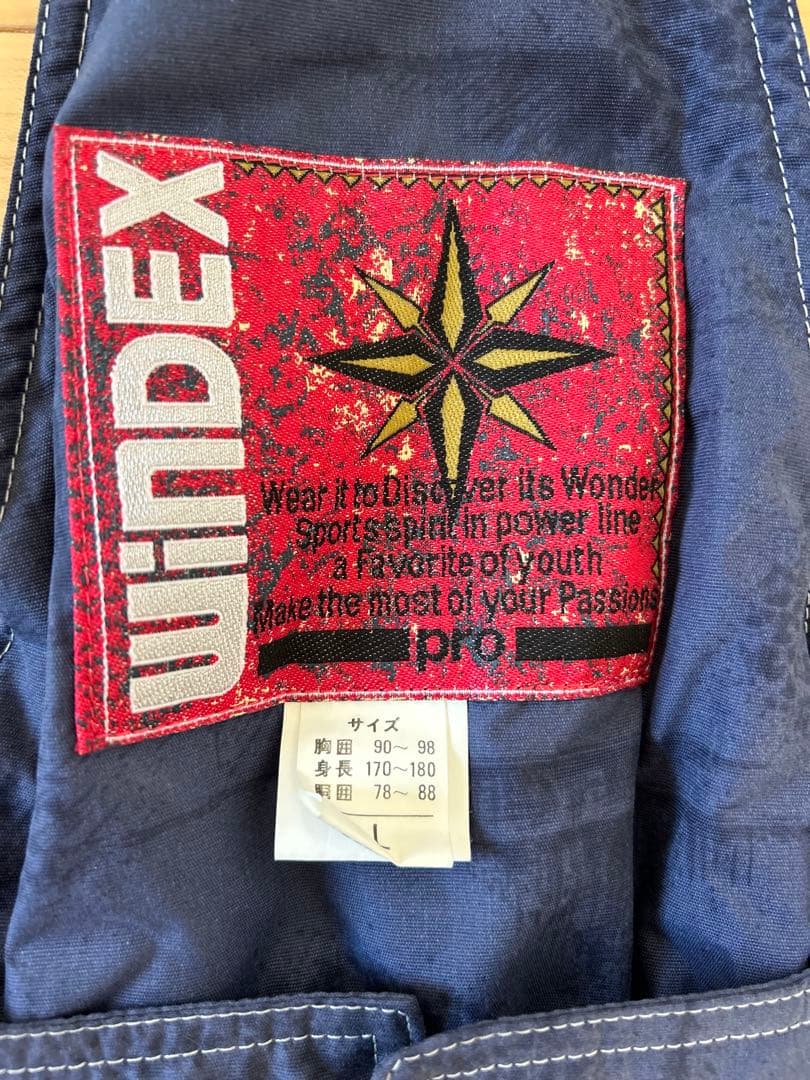 WINDEX
Wear it to Discover its Wonder
Sports spirit in power line
a favorite of youth
Make the most of your Passions
pro
サイズ
胸囲 90～ 98
身長 170～180
胴囲 78～ 88
L